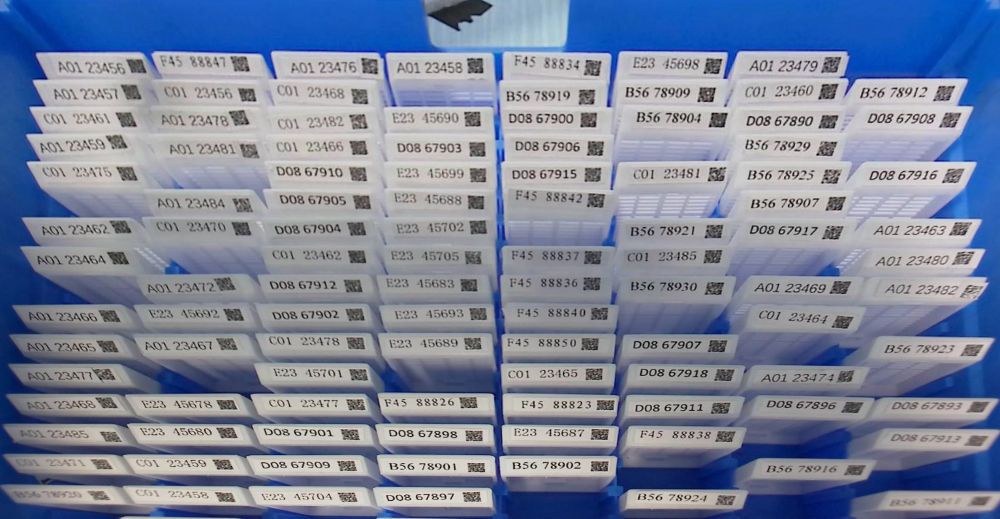 A01 23456
F45 88847
A01 23476
A01 23458
F45 88834
E23 45698
A01 23479
A01 23457
C01 23456
C01 23468
B56 78919
B56 78909
C01 23460
B56 78912
C01 23461
A01 23478
C01 23482
E23 45690
D08 67900
B56 78904
D08 67890
D08 67908
A01 23459
A01 23481
C01 23466
D08 67903
D08 67906
B56 78929
C01 23475
D08 67910
E23 45699
D08 67915
C01 23481
B56 78925
D08 67916
A01 23484
D08 67905
E23 45688
F45 88842
B56 78907
A01 23462
C01 23470
D08 67904
E23 45702
B56 78921
D08 67917
A01 23463
A01 23464
C01 23462
E23 45705
F45 88837
C01 23485
A01 23480
A01 23472
D08 67912
E23 45683
F45 88836
B56 78930
A01 23469
A01 23482
A01 23466
E23 45692
D08 67902
E23 45693
F45 88840
C01 23464
A01 23465
A01 23467
C01 23478
E23 45689
F45 88850
D08 67907
B56 78923
A01 23477
E23 45701
C01 23465
D08 67918
A01 23474
A01 23468
E23 45678
C01 23477
F45 88826
F45 88823
D08 67911
D08 67896
D08 67893
A01 23485
E23 45680
D08 67901
D08 67898
E23 45687
F45 88838
D08 67913
C01 23471
C01 23459
D08 67909
B56 78901
B56 78902
B56 78916
B56 78920
C01 23458
E23 45704
D08 67897
B56 78924
B56 78911